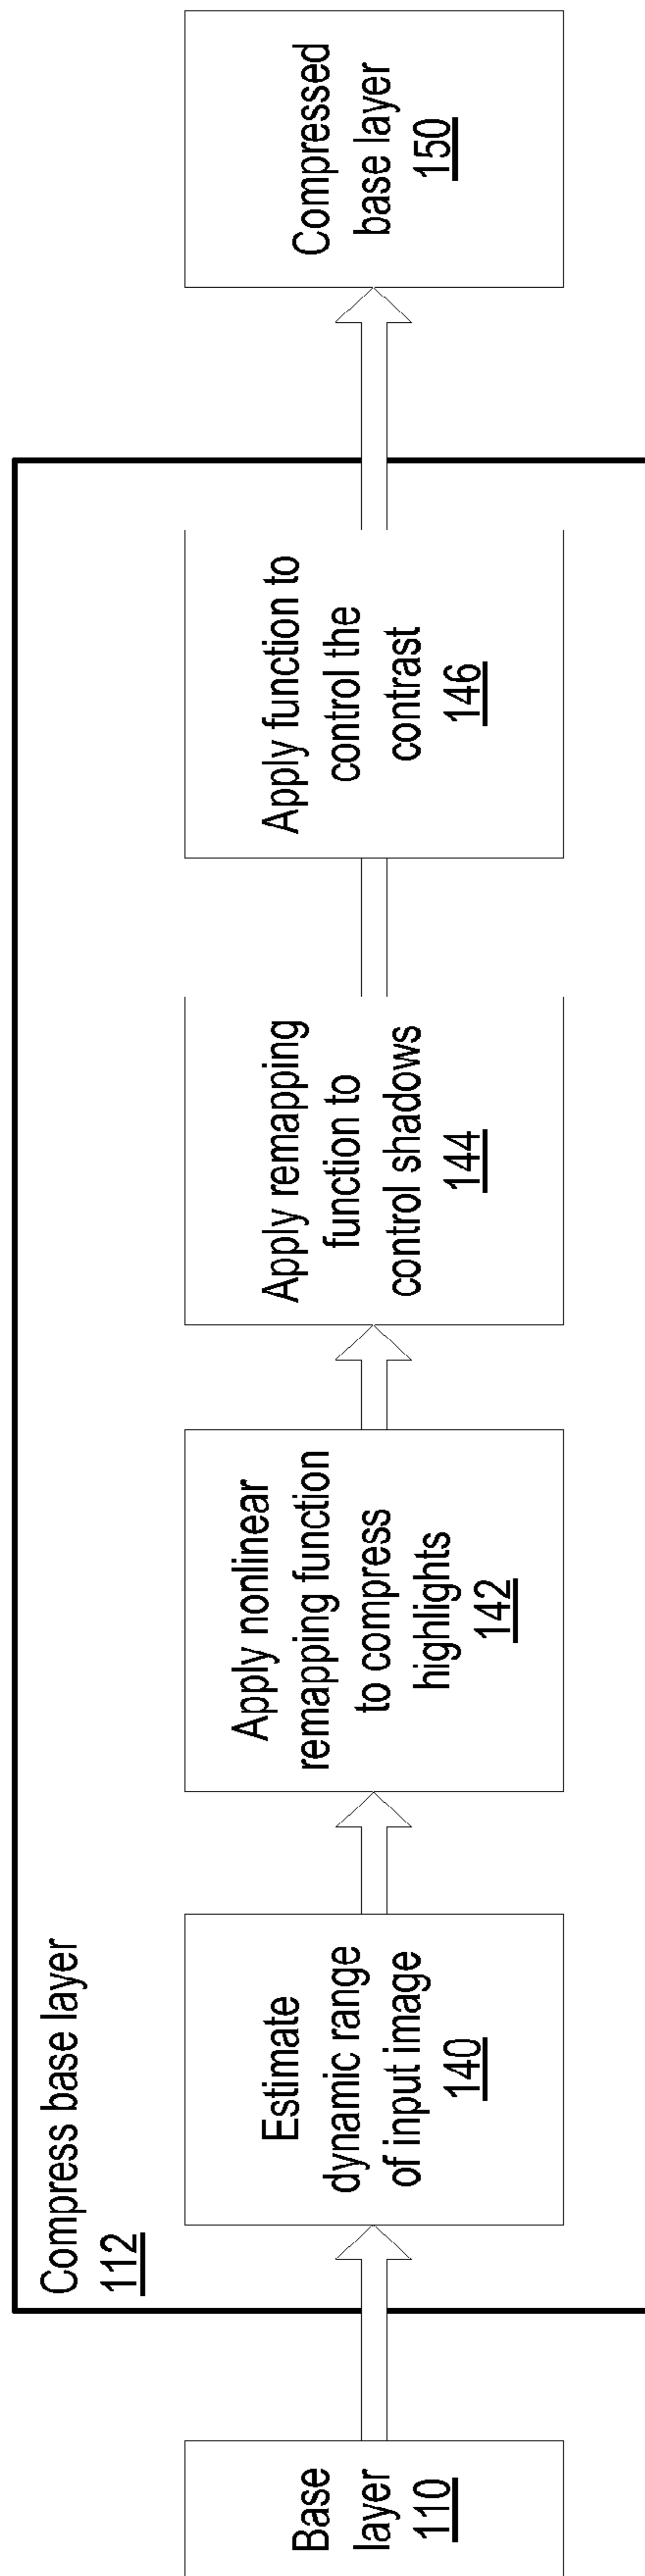 Compress base layer
112
Base
layer
110
Estimate
dynamic range
of input image
140
Apply nonlinear
remapping function
to compress
highlights
142
Apply remapping
function to
control shadows
144
Apply function to
control the
contrast
146
Compressed
base layer
150